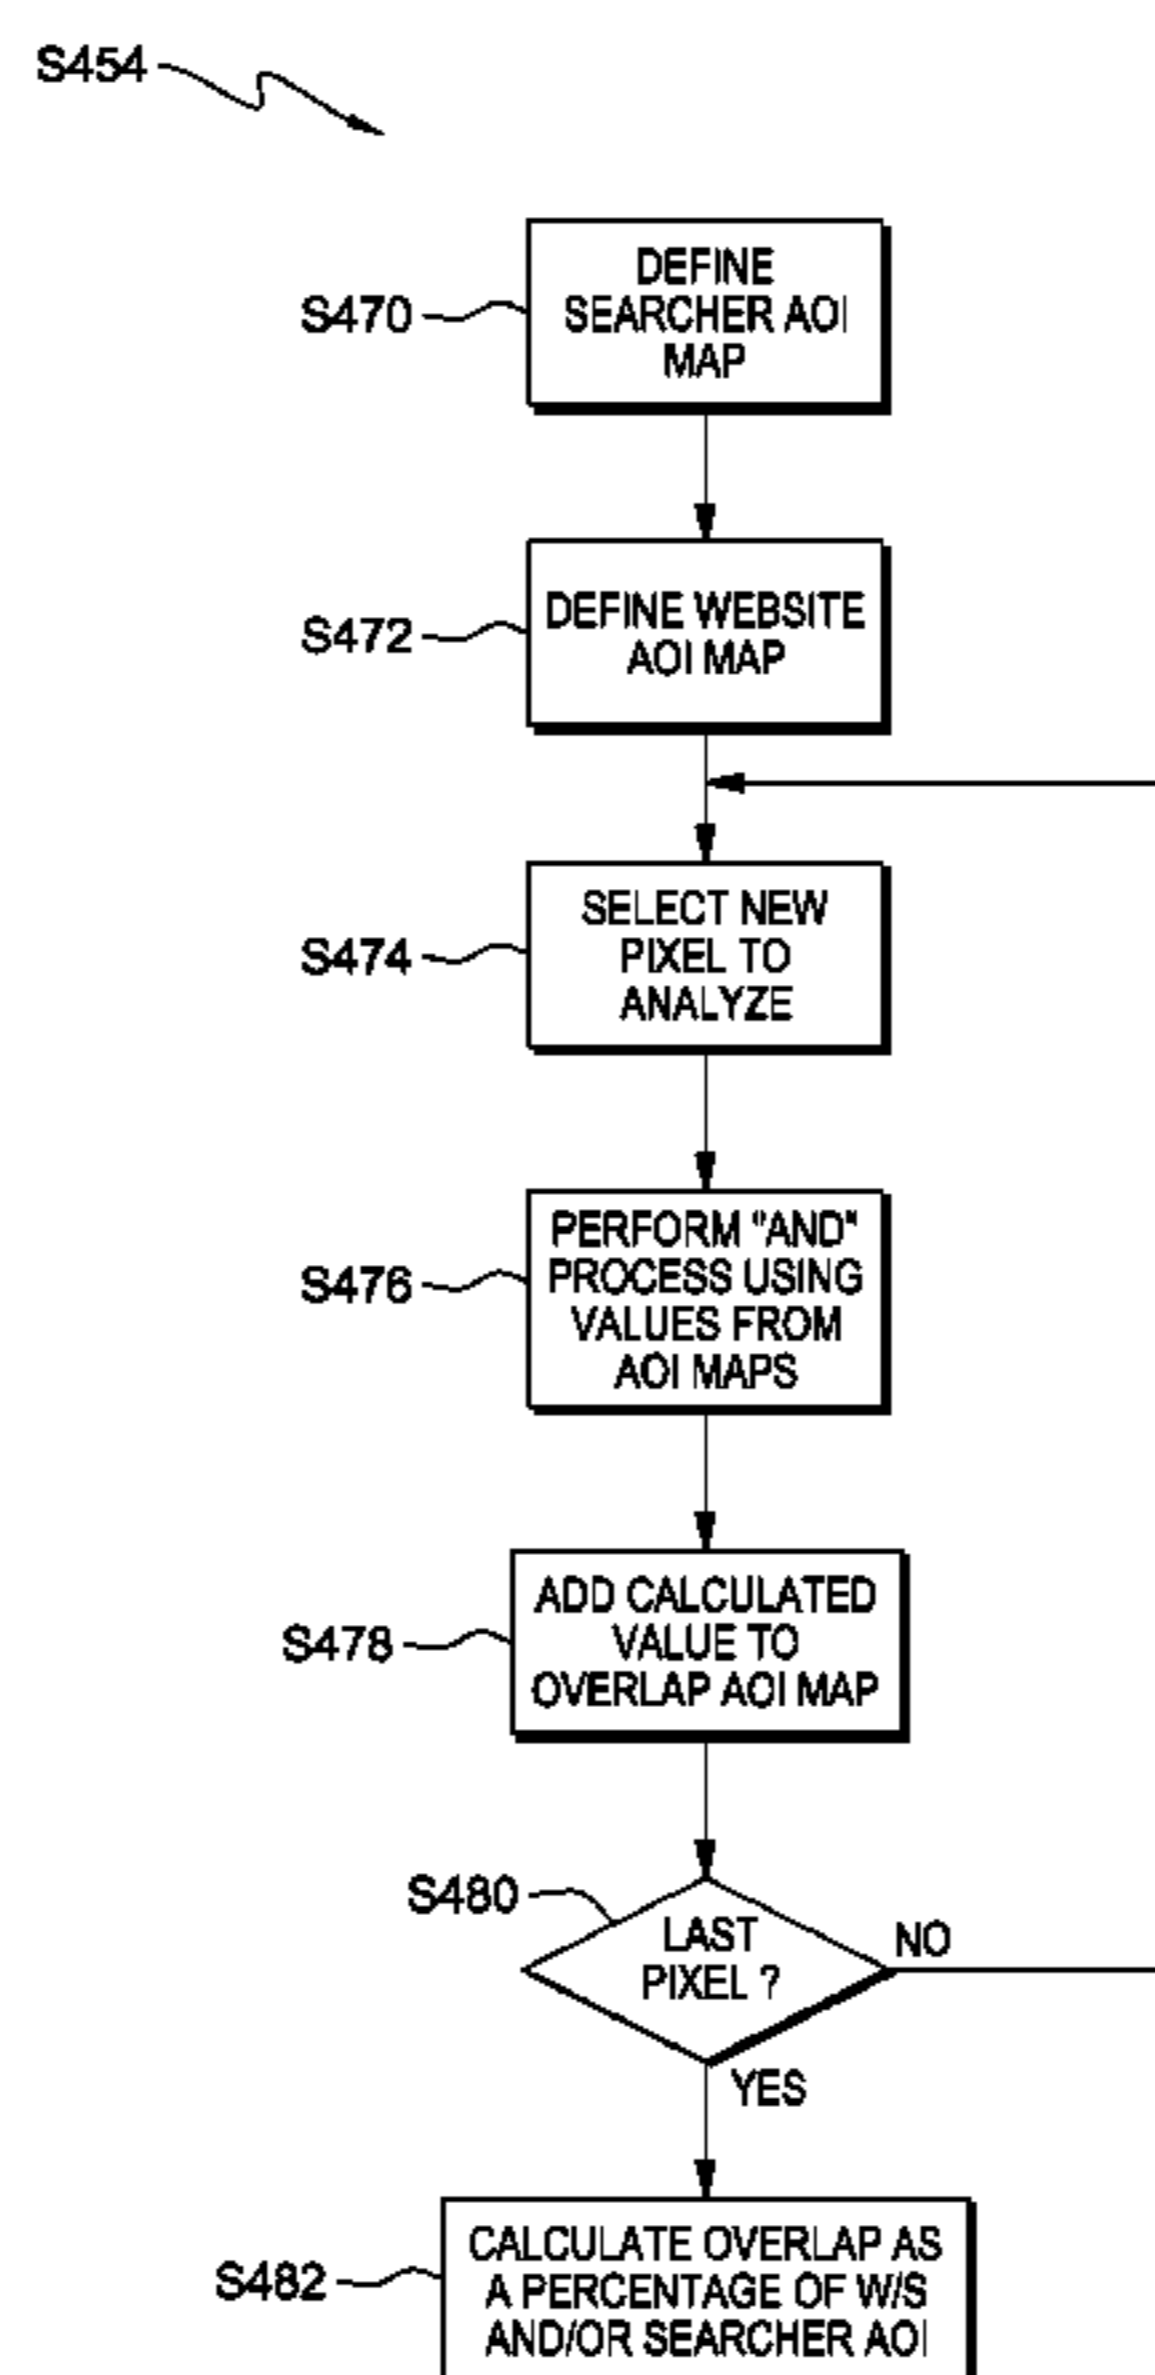 S454
DEFINE
SEARCHER AOI
MAP
S470
DEFINE WEBSITE
AOI MAP
S472
SELECT NEW
PIXEL TO
ANALYZE
S474
PERFORM "AND"
PROCESS USING
VALUES FROM
AOI MAPS
S476
ADD CALCULATED
VALUE TO
OVERLAP AOI MAP
S478
S480
LAST
PIXEL ?
NO
YES
CALCULATE OVERLAP AS
A PERCENTAGE OF W/S
AND/OR SEARCHER AOI
S482